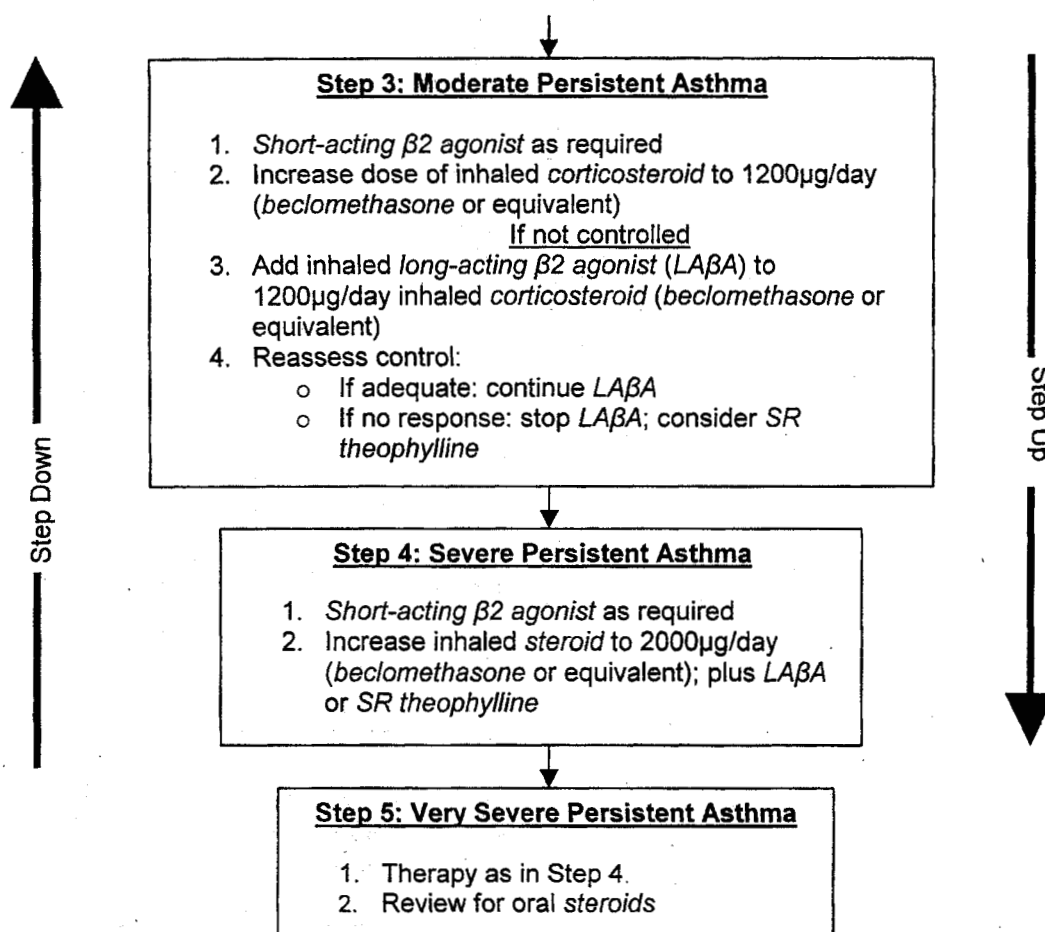 Step 3: Moderate Persistent Asthma
1. Short-acting β2 agonist as required
2. Increase dose of inhaled corticosteroid to 1200µg/day
(beclomethasone or equivalent)
If not controlled
3. Add inhaled long-acting β2 agonist (LAβA) to
1200µg/day inhaled corticosteroid (beclomethasone or
equivalent)
4. Reassess control:
o If adequate: continue LAβA
o If no response: stop LAβA; consider SR
theophylline
Step Down
Step Up
Step 4: Severe Persistent Asthma
1. Short-acting β2 agonist as required
2. Increase inhaled steroid to 2000µg/day
(beclomethasone or equivalent); plus LAβA
or SR theophylline
Step 5: Very Severe Persistent Asthma
1. Therapy as in Step 4.
2. Review for oral steroids